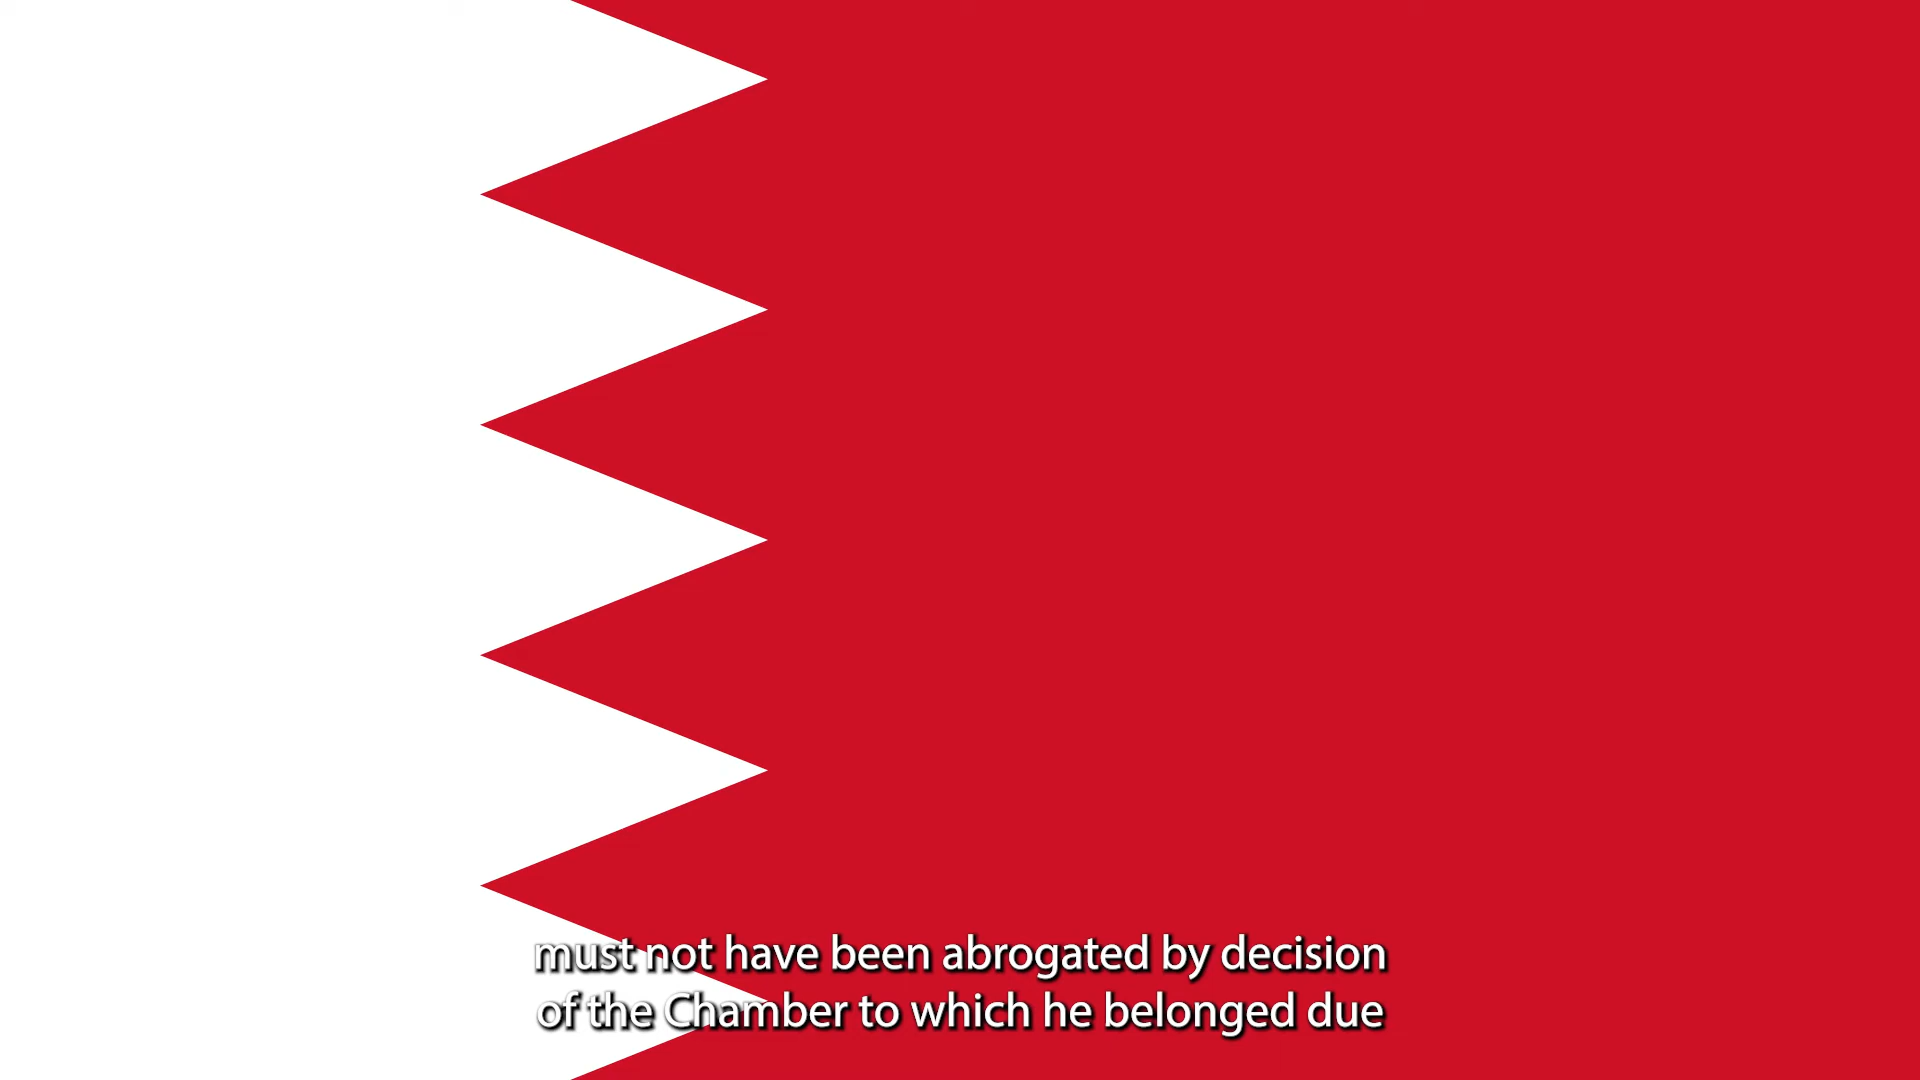 must not have been abrogated by decision
of the Chamber to which he belonged due